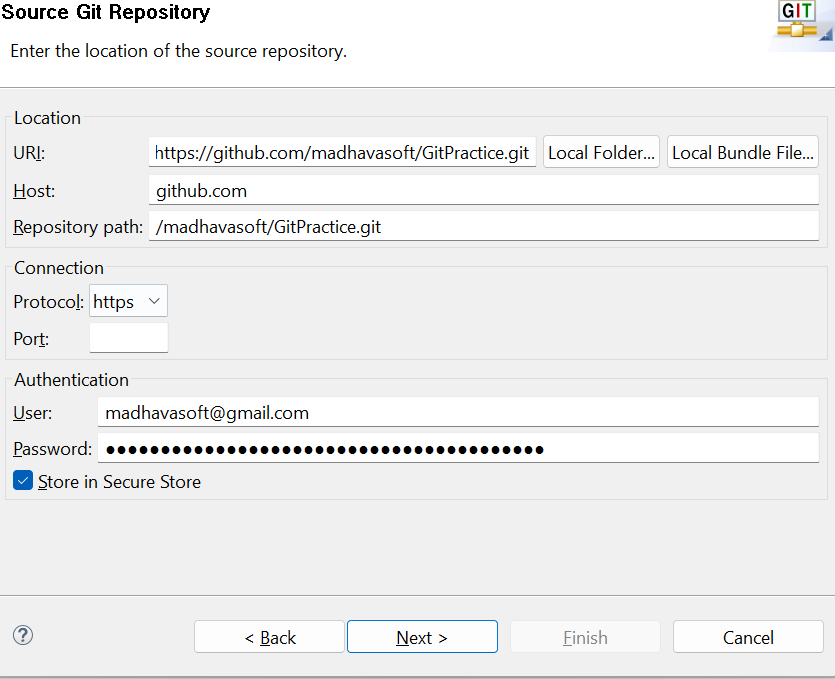 Source Git Repository
GIT
Enter the location of the source repository.
Location
URI: https://github.com/madhavasoft/GitPractice.git Local Folder... Local Bundle File...
Host: github.com
Repository path: /madhavasoft/GitPractice.git
Connection
Protocol: https
Port:
Authentication
User: madhavasoft@gmail.com
Password: ●●●●●●●●●●●●●●●●●●●●●●●●●●●●●●●●●●●●●●●●
Store in Secure Store
? < Back Next > Finish Cancel